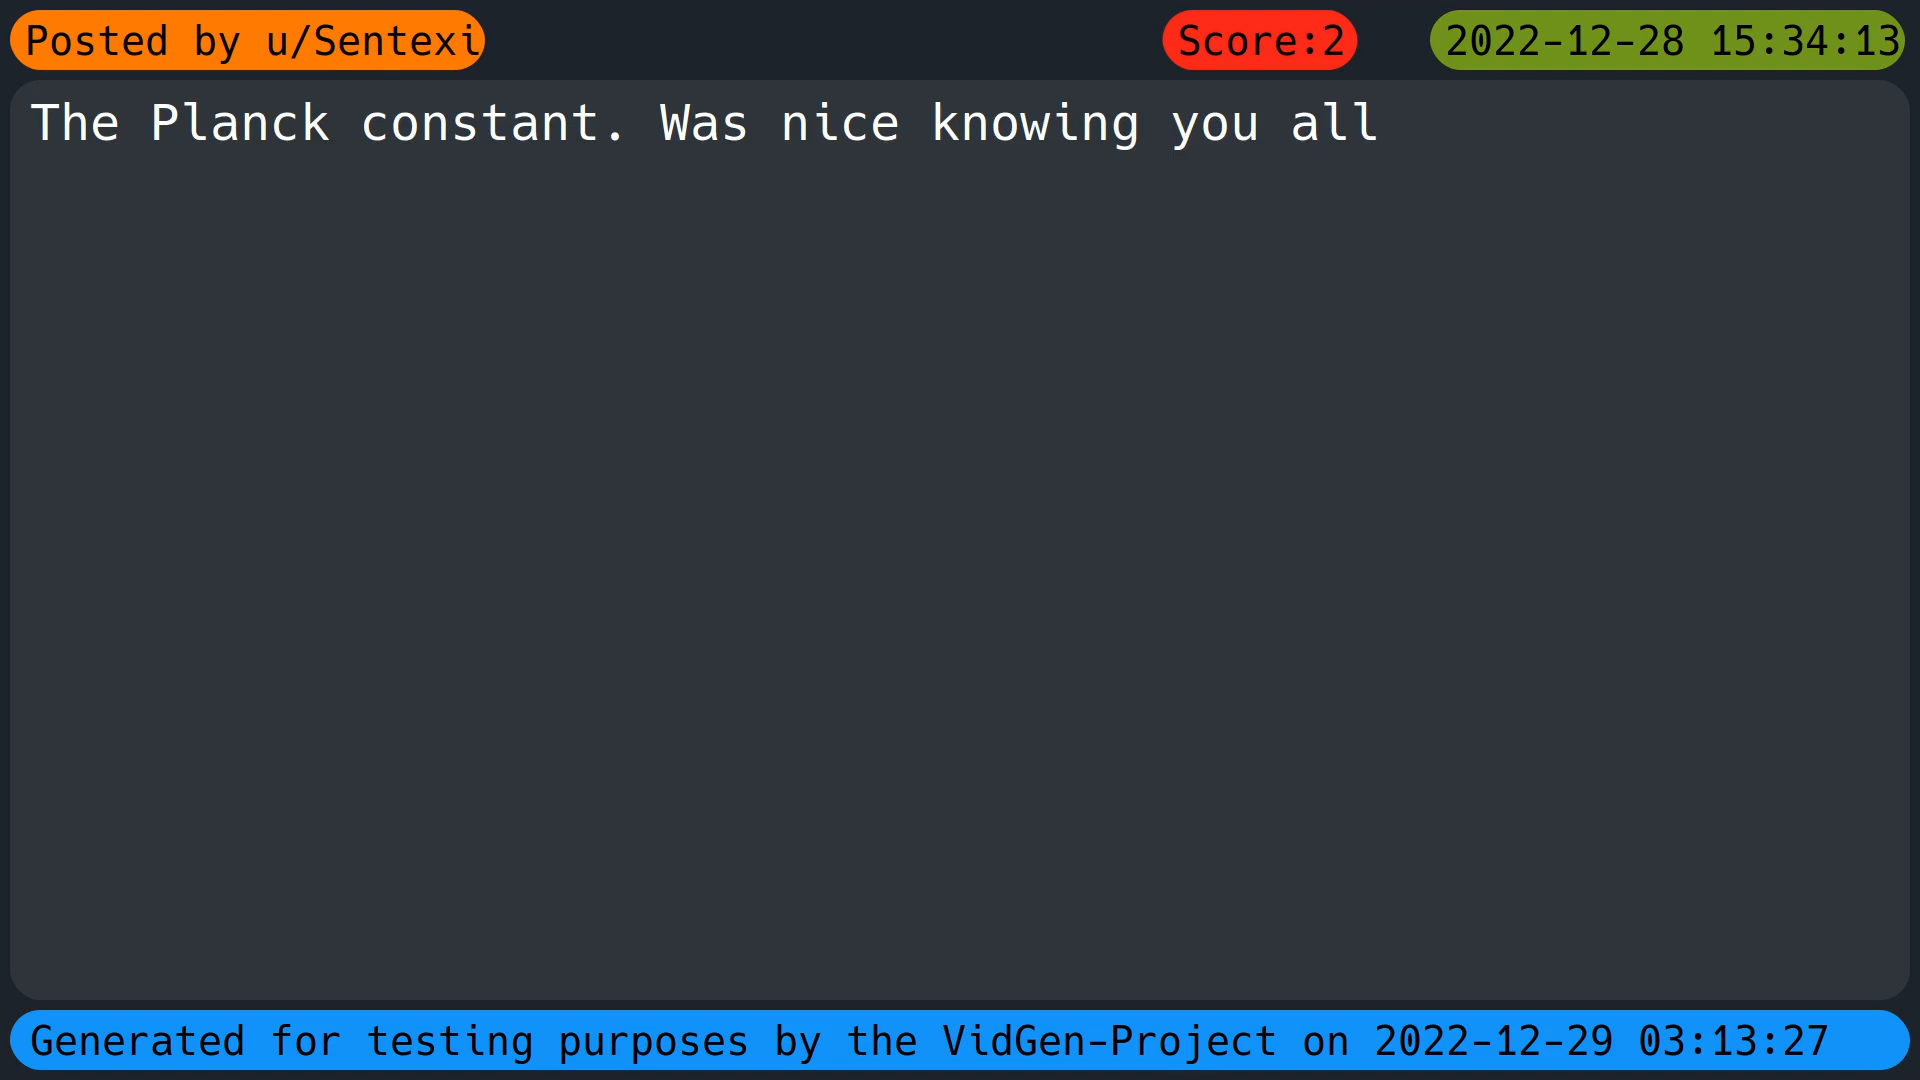 Posted by u/Sentexi
Score:2
2022-12-28 15:34:13
The Planck constant. Was nice knowing you all
Generated for testing purposes by the VidGen-Project on 2022-12-29 03:13:27